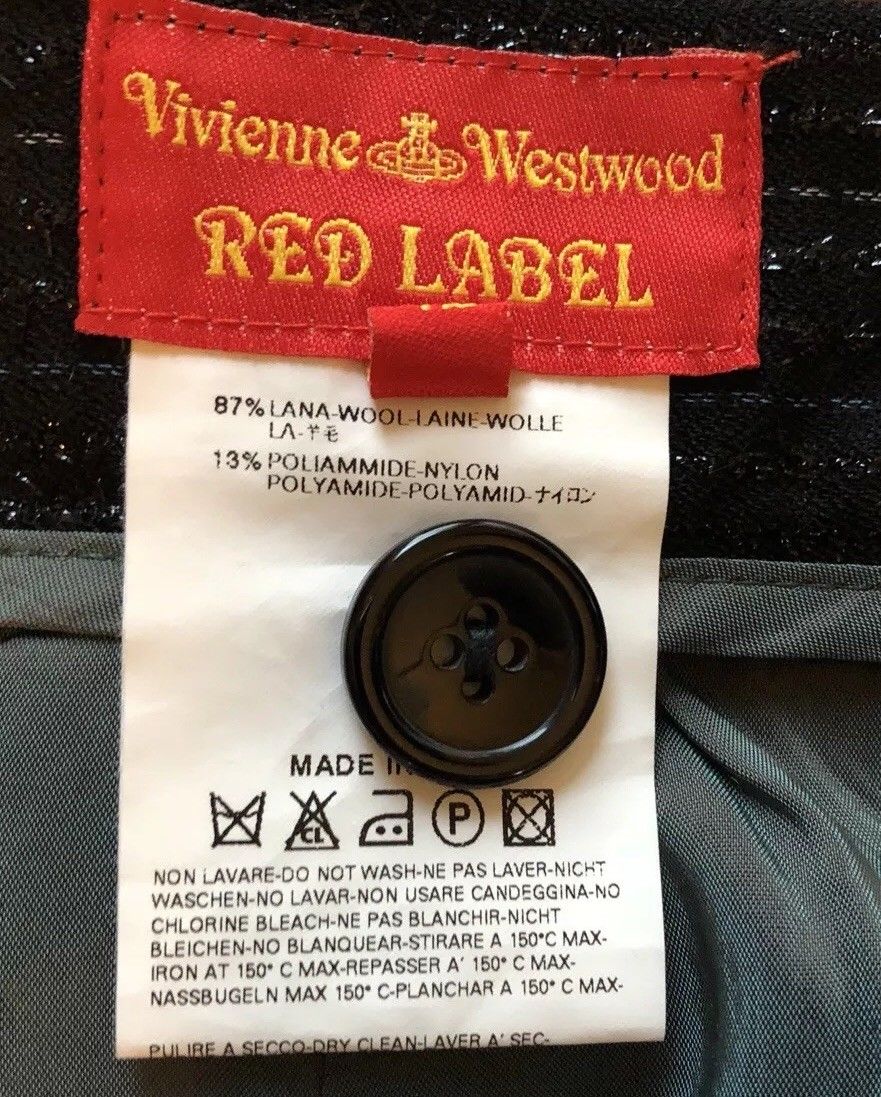 Vivienne Westwood
RED LABEL
87% LANA-WOOL-LAINE-WOLLE
LA-羊毛
13% POLIAMMIDE-NYLON
POLYAMIDE-POLYAMID-ナイロン
MADE IN
CL P
NON LAVARE-DO NOT WASH-NE PAS LAVER-NICHT
WASCHEN-NO LAVAR-NON USARE CANDEGGINA-NO
CHLORINE BLEACH-NE PAS BLANCHIR-NICHT
BLEICHEN-NO BLANQUEAR-STIRARE A 150°C MAX-
IRON AT 150° C MAX-REPASSER A' 150° C MAX-
NASSBUGELN MAX 150° C-PLANCHAR A 150° C MAX-
PULIRE A SECCO-DRY CLEAN-LAVER A' SEC-